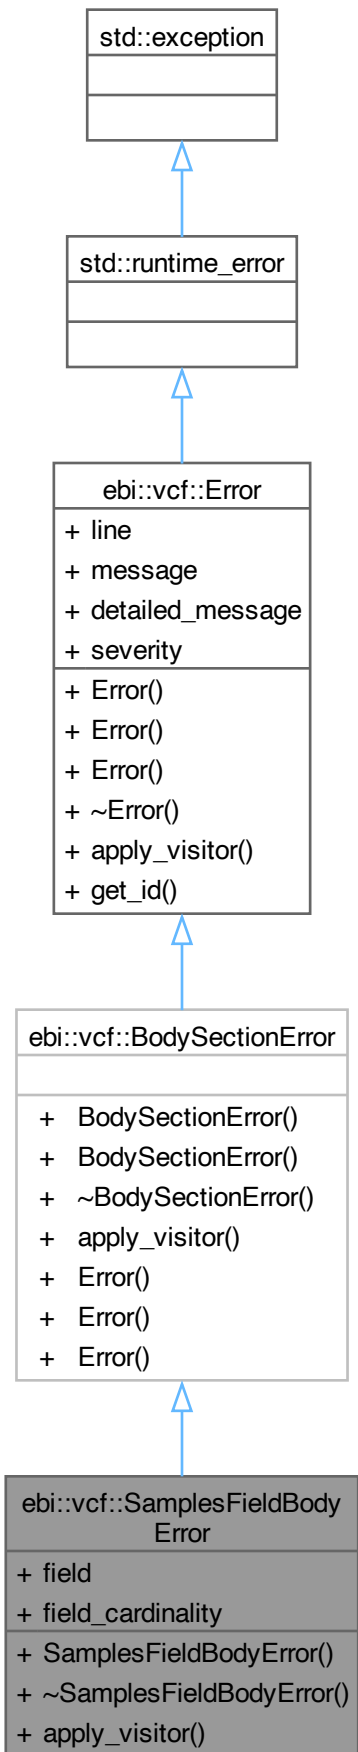 std::exception
std::runtime_error
ebi::vcf::Error
+ line
+ message
+ detailed_message
+ severity
+ Error()
+ Error()
+ Error()
+ ~Error()
+ apply_visitor()
+ get_id()
ebi::vcf::BodySectionError
+ BodySectionError()
+ BodySectionError()
+ ~BodySectionError()
+ apply_visitor()
+ Error()
+ Error()
+ Error()
ebi::vcf::SamplesFieldBody
Error
+ field
+ field_cardinality
+ SamplesFieldBodyError()
+ ~SamplesFieldBodyError()
+ apply_visitor()